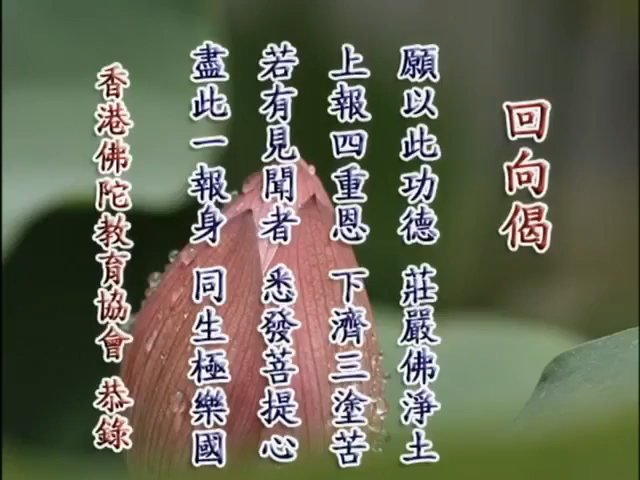 回向偈
願以此功德 莊嚴佛淨土
上報四重恩 下濟三塗苦
若有見聞者 悉發菩提心
盡此一報身 同生極樂國
香港佛陀教育協會 恭錄